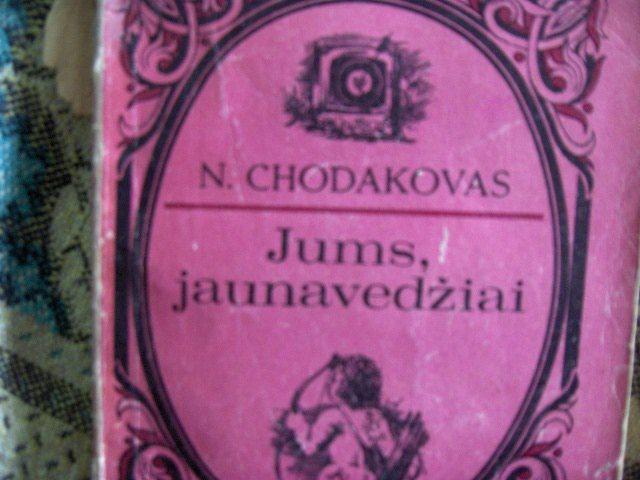 N. CHODAKOVAS
Jums,
jaunavedžiai